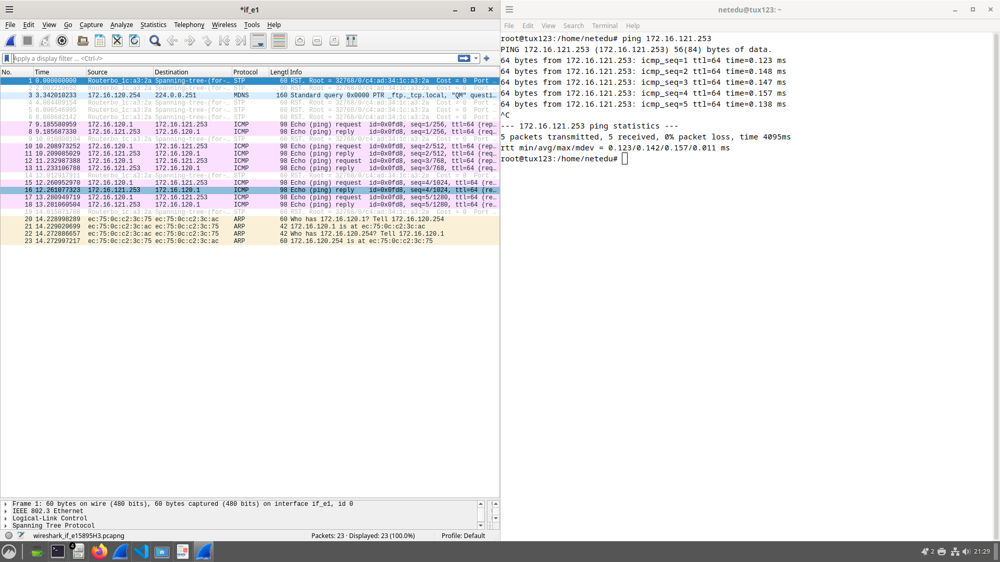 *if_e1
File Edit View Go Capture Analyze Statistics Telephony Wireless Tools Help
Apply a display filter ... <Ctrl-/>
No. Time Source Destination Protocol Length Info
1 0.000000000 Routerbo_1c:a3:2a Spanning-tree-(for-… STP 60 RST. Root = 32768/0/c4:ad:34:1c:a3:2a Cost = 0 Port …
2 2.002219652 Routerbo_1c:a3:2a Spanning-tree-(for-… STP 60 RST. Root = 32768/0/c4:ad:34:1c:a3:2a Cost = 0 Port …
3 3.342010233 172.16.120.254 224.0.0.251 MDNS 160 Standard query 0x0000 PTR _ftp._tcp.local, "QM" questi…
4 4.004409154 Routerbo_1c:a3:2a Spanning-tree-(for-… STP 60 RST. Root = 32768/0/c4:ad:34:1c:a3:2a Cost = 0 Port …
5 6.006546995 Routerbo_1c:a3:2a Spanning-tree-(for-… STP 60 RST. Root = 32768/0/c4:ad:34:1c:a3:2a Cost = 0 Port …
6 8.008682142 Routerbo_1c:a3:2a Spanning-tree-(for-… STP 60 RST. Root = 32768/0/c4:ad:34:1c:a3:2a Cost = 0 Port …
7 9.185580959 172.16.120.1 172.16.121.253 ICMP 98 Echo (ping) request id=0x0fd8, seq=1/256, ttl=64 (rep…
8 9.185687330 172.16.121.253 172.16.120.1 ICMP 98 Echo (ping) reply id=0x0fd8, seq=1/256, ttl=64 (req…
9 10.010808194 Routerbo_1c:a3:2a Spanning-tree-(for-… STP 60 RST. Root = 32768/0/c4:ad:34:1c:a3:2a Cost = 0 Port …
10 10.208973252 172.16.120.1 172.16.121.253 ICMP 98 Echo (ping) request id=0x0fd8, seq=2/512, ttl=64 (rep…
11 10.209085029 172.16.121.253 172.16.120.1 ICMP 98 Echo (ping) reply id=0x0fd8, seq=2/512, ttl=64 (req…
12 11.232987388 172.16.120.1 172.16.121.253 ICMP 98 Echo (ping) request id=0x0fd8, seq=3/768, ttl=64 (rep…
13 11.233106788 172.16.121.253 172.16.120.1 ICMP 98 Echo (ping) reply id=0x0fd8, seq=3/768, ttl=64 (req…
14 12.012917911 Routerbo_1c:a3:2a Spanning-tree-(for-… STP 60 RST. Root = 32768/0/c4:ad:34:1c:a3:2a Cost = 0 Port …
15 12.260952970 172.16.120.1 172.16.121.253 ICMP 98 Echo (ping) request id=0x0fd8, seq=4/1024, ttl=64 (re…
16 12.261077323 172.16.121.253 172.16.120.1 ICMP 98 Echo (ping) reply id=0x0fd8, seq=4/1024, ttl=64 (re…
17 13.280949719 172.16.120.1 172.16.121.253 ICMP 98 Echo (ping) request id=0x0fd8, seq=5/1280, ttl=64 (re…
18 13.281060504 172.16.121.253 172.16.120.1 ICMP 98 Echo (ping) reply id=0x0fd8, seq=5/1280, ttl=64 (re…
19 14.015071708 Routerbo_1c:a3:2a Spanning-tree-(for-… STP 60 RST. Root = 32768/0/c4:ad:34:1c:a3:2a Cost = 0 Port …
20 14.228998289 ec:75:0c:c2:3c:75 ec:75:0c:c2:3c:ac ARP 60 Who has 172.16.120.1? Tell 172.16.120.254
21 14.229020699 ec:75:0c:c2:3c:ac ec:75:0c:c2:3c:75 ARP 42 172.16.120.1 is at ec:75:0c:c2:3c:ac
22 14.272886657 ec:75:0c:c2:3c:ac ec:75:0c:c2:3c:75 ARP 42 Who has 172.16.120.254? Tell 172.16.120.1
23 14.272997217 ec:75:0c:c2:3c:75 ec:75:0c:c2:3c:ac ARP 60 172.16.120.254 is at ec:75:0c:c2:3c:75
Frame 1: 60 bytes on wire (480 bits), 60 bytes captured (480 bits) on interface if_e1, id 0
IEEE 802.3 Ethernet
Logical-Link Control
Spanning Tree Protocol
wireshark_if_e15895H3.pcapng Packets: 23 · Displayed: 23 (100.0%) Profile: Default
netedu@tux123: ~
File Edit View Search Terminal Help
root@tux123:/home/netedu# ping 172.16.121.253
PING 172.16.121.253 (172.16.121.253) 56(84) bytes of data.
64 bytes from 172.16.121.253: icmp_seq=1 ttl=64 time=0.123 ms
64 bytes from 172.16.121.253: icmp_seq=2 ttl=64 time=0.148 ms
64 bytes from 172.16.121.253: icmp_seq=3 ttl=64 time=0.147 ms
64 bytes from 172.16.121.253: icmp_seq=4 ttl=64 time=0.157 ms
64 bytes from 172.16.121.253: icmp_seq=5 ttl=64 time=0.138 ms
^C
--- 172.16.121.253 ping statistics ---
5 packets transmitted, 5 received, 0% packet loss, time 4095ms
rtt min/avg/max/mdev = 0.123/0.142/0.157/0.011 ms
root@tux123:/home/netedu#
4
2
21:29